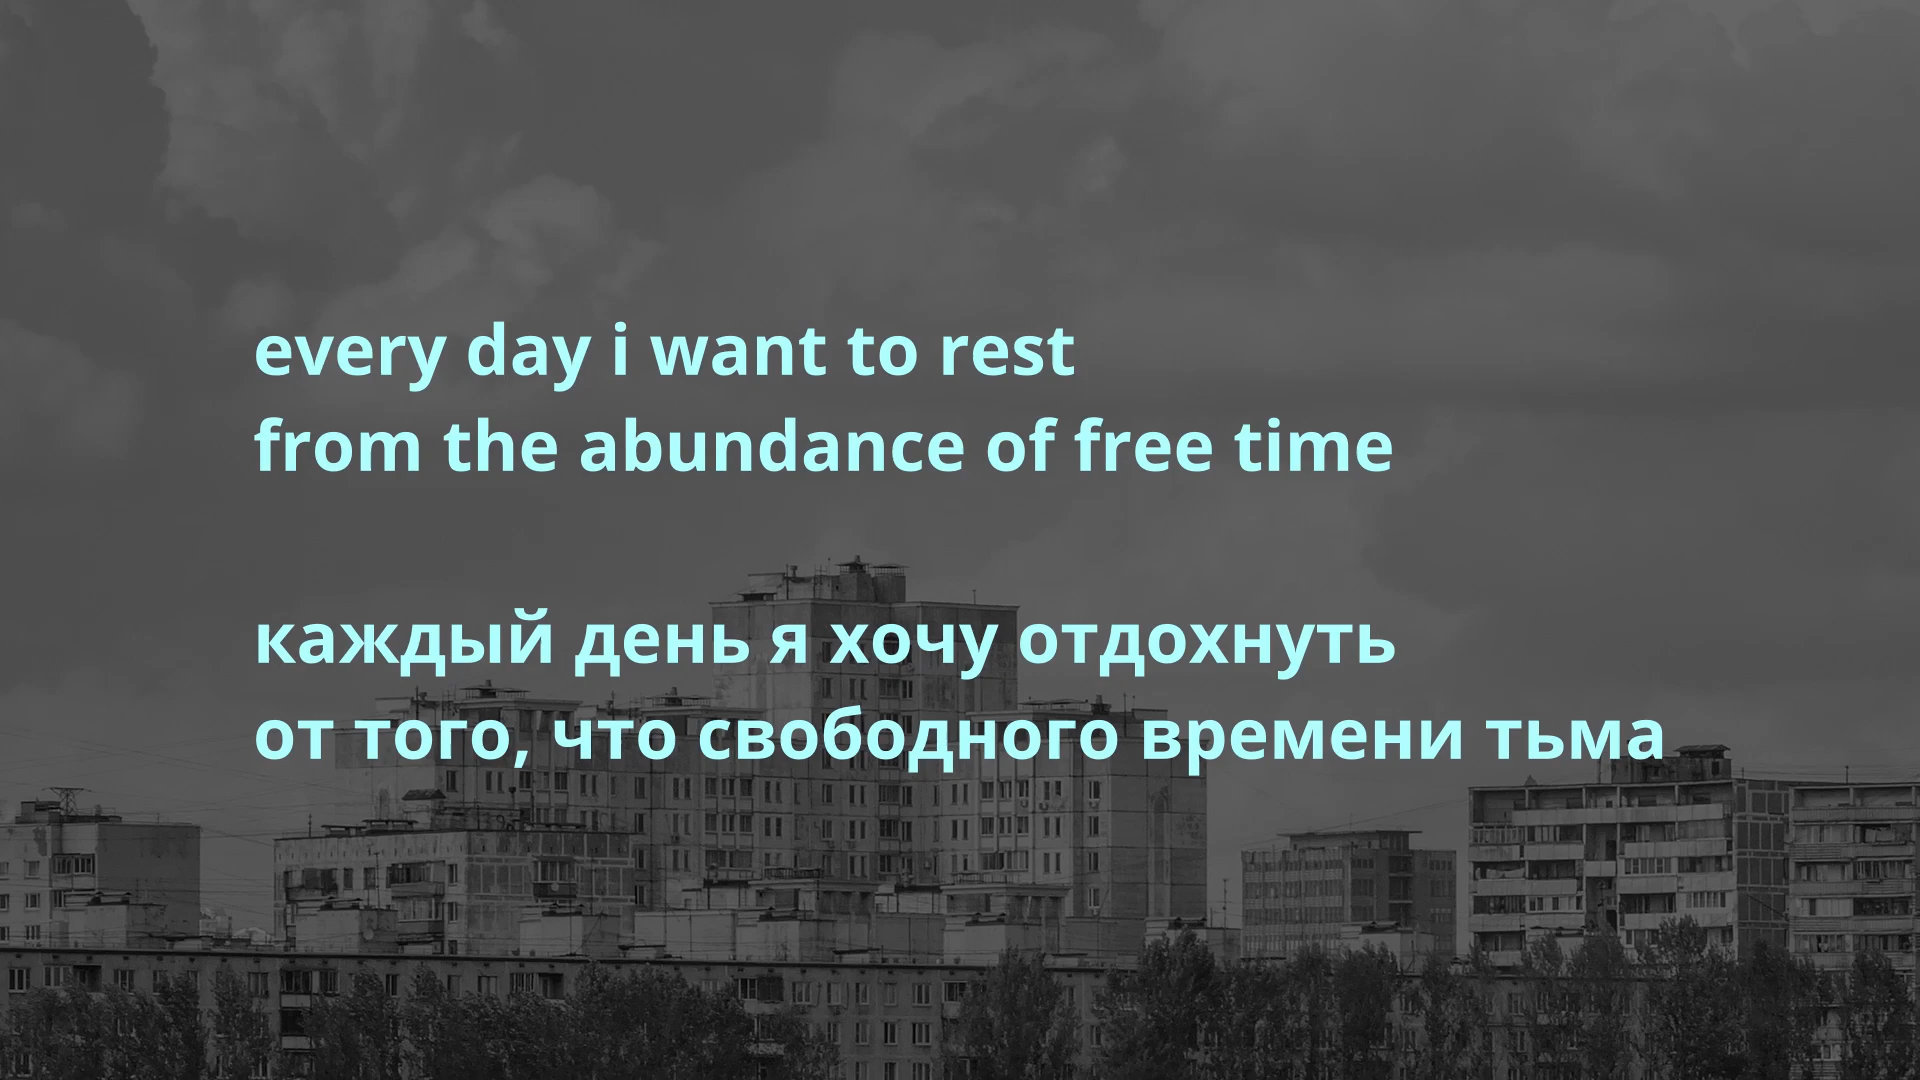 every day i want to rest
from the abundance of free time
каждый день я хочу отдохнуть
от того, что свободного времени тьма